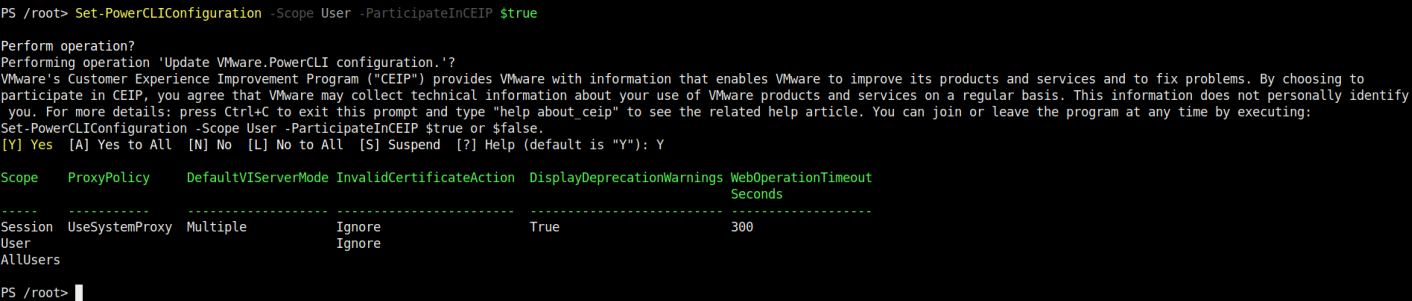 PS /root> Set-PowerCLIConfiguration -Scope User -ParticipateInCEIP $true
Perform operation?
Performing operation 'Update VMware.PowerCLI configuration.'?
VMware's Customer Experience Improvement Program ("CEIP") provides VMware with information that enables VMware to improve its products and services and to fix problems. By choosing to
participate in CEIP, you agree that VMware may collect technical information about your use of VMware products and services on a regular basis. This information does not personally identify
you. For more details: press Ctrl+C to exit this prompt and type "help about_ceip" to see the related help article. You can join or leave the program at any time by executing:
Set-PowerCLIConfiguration -Scope User -ParticipateInCEIP $true or $false.
[Y] Yes  [A] Yes to All  [N] No  [L] No to All  [S] Suspend  [?] Help (default is "Y"): Y
Scope    ProxyPolicy     DefaultVIServerMode InvalidCertificateAction  DisplayDeprecationWarnings WebOperationTimeout
Seconds
-----    -----------     ------------------- ------------------------  -------------------------- -------------------
Session  UseSystemProxy  Multiple            Ignore                    True                       300
User                                         Ignore
AllUsers
PS /root>